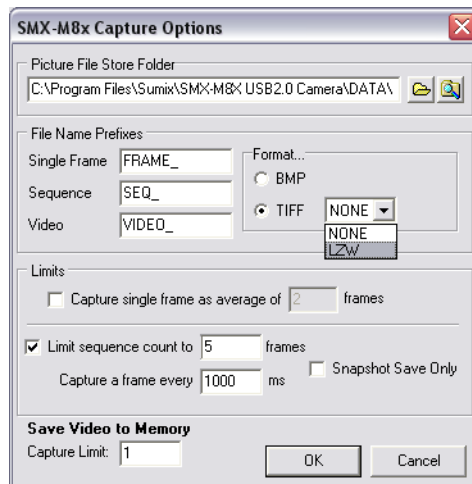 SMX-M8x Capture Options
Picture File Store Folder
C:\Program Files\Sumix\SMX-M8X USB2.0 Camera\DATA\
File Name Prefixes
Single Frame FRAME_
Sequence SEQ_
Video VIDEO_
Format...
BMP
TIFF NONE
NONE
LZW
Limits
Capture single frame as average of 2 frames
Limit sequence count to 5 frames
Capture a frame every 1000 ms
Snapshot Save Only
Save Video to Memory
Capture Limit: 1
OK Cancel